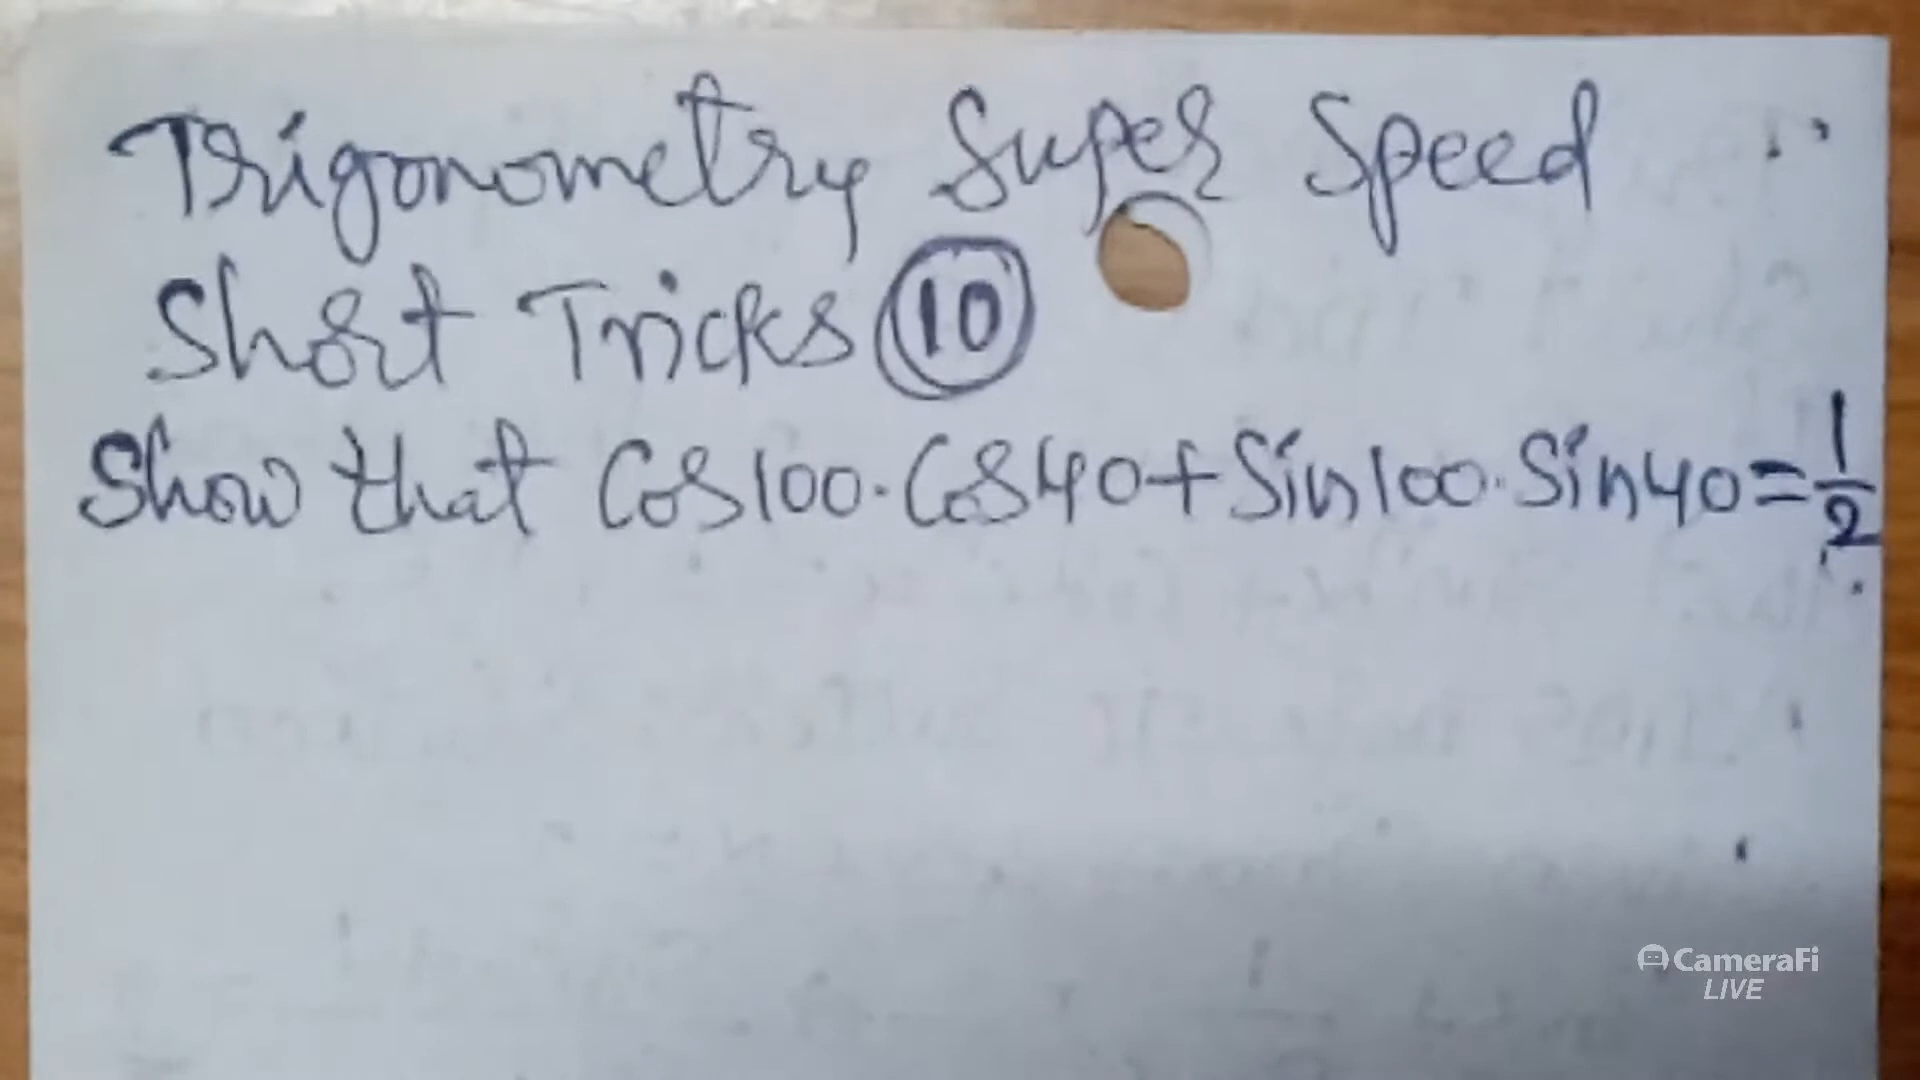 Trigonometry Super Speed
Short Tricks 10
Show that Cos100.Cos40+Sin100.Sin40=1/2
CameraFi
LIVE